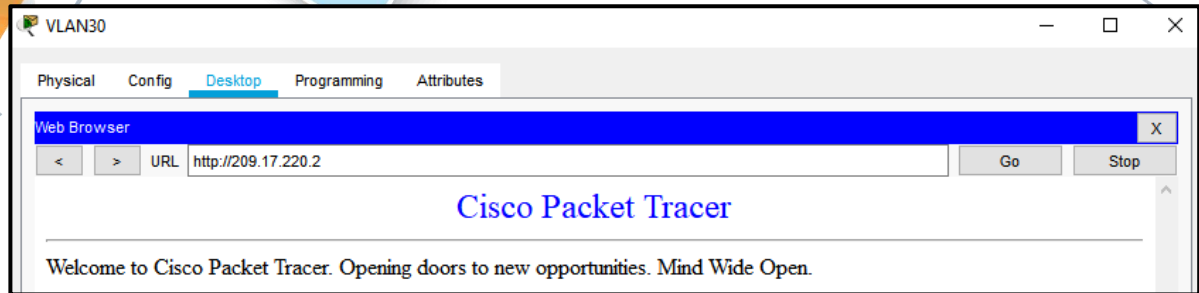 VLAN30
Physical Config Desktop Programming Attributes
Web Browser X
< > URL http://209.17.220.2 Go Stop
Cisco Packet Tracer
Welcome to Cisco Packet Tracer. Opening doors to new opportunities. Mind Wide Open.